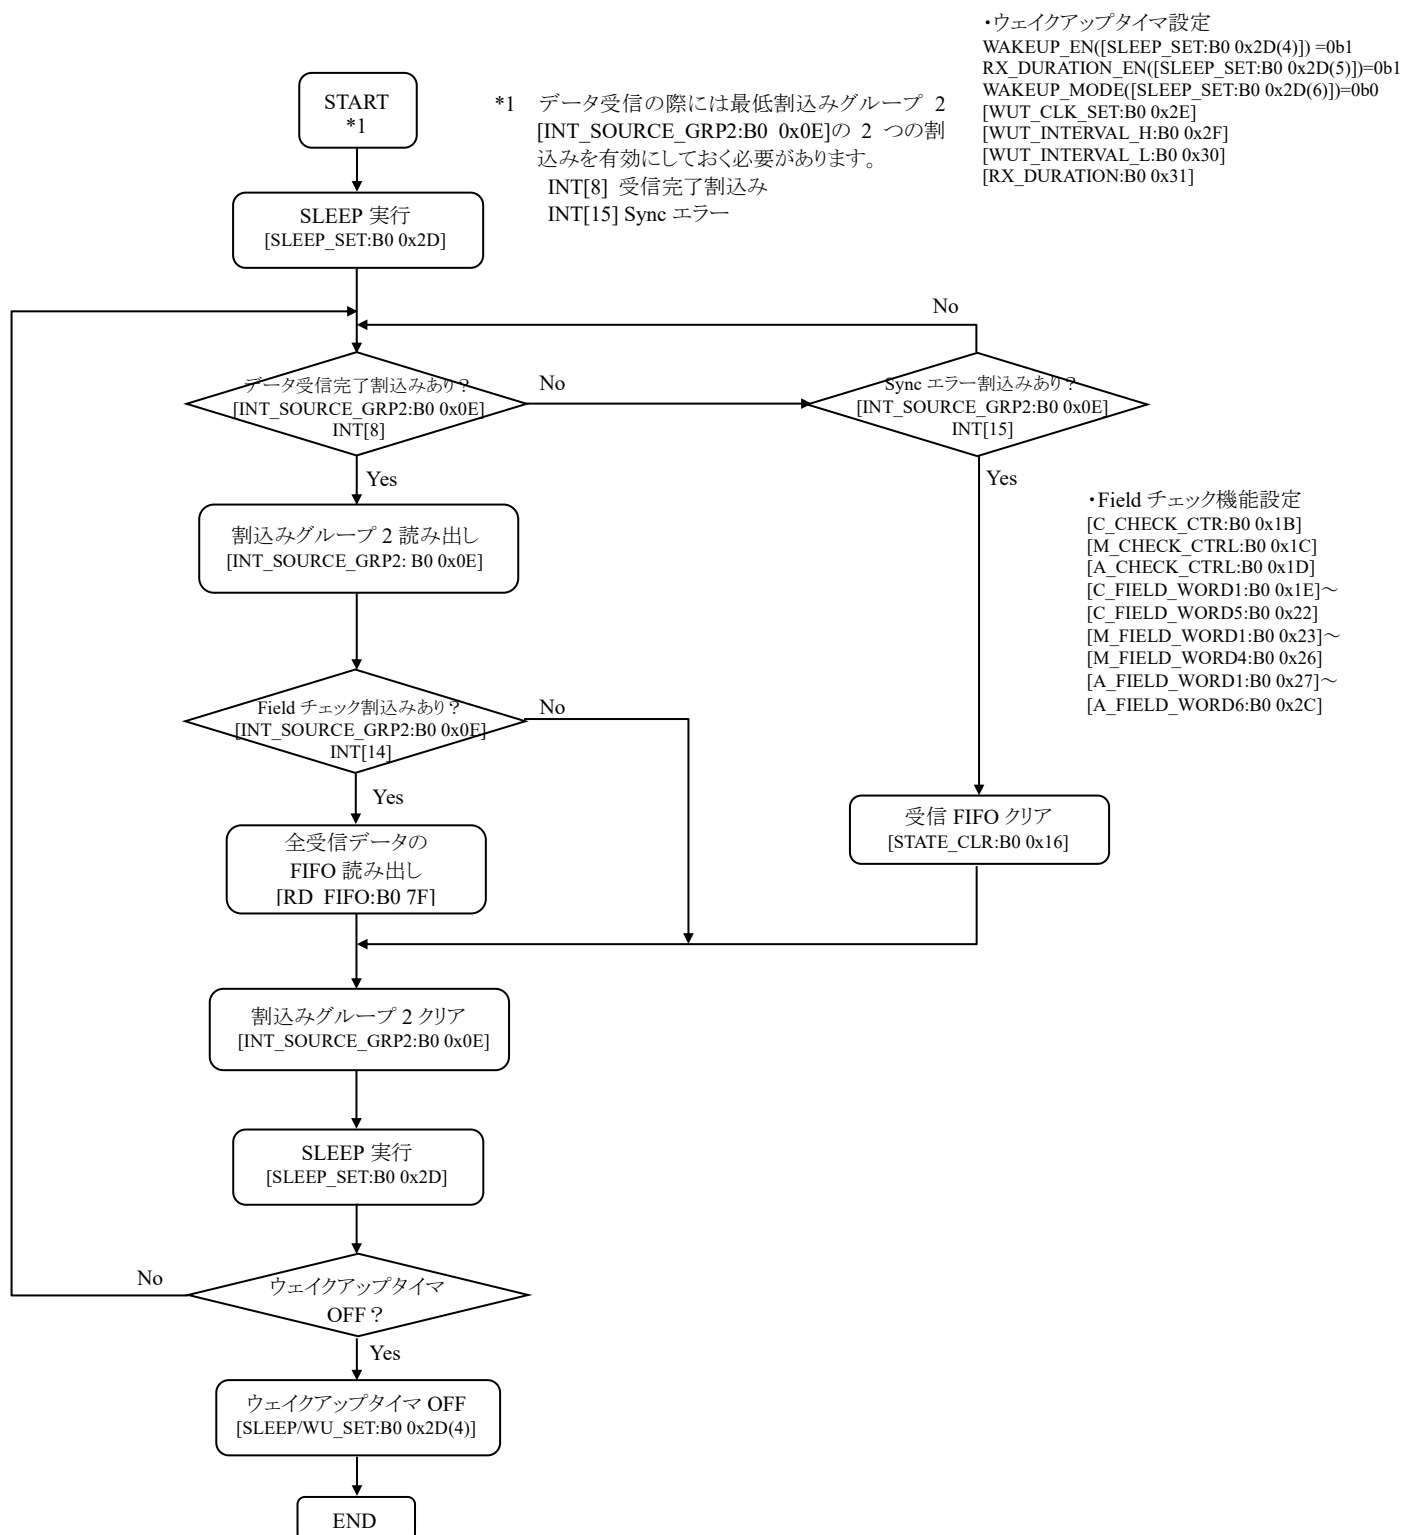 ・ウェイクアップタイマ設定
WAKEUP_EN([SLEEP_SET:B0 0x2D(4)]) =0b1
RX_DURATION_EN([SLEEP_SET:B0 0x2D(5)])=0b1
WAKEUP_MODE([SLEEP_SET:B0 0x2D(6)])=0b0
[WUT_CLK_SET:B0 0x2E]
[WUT_INTERVAL_H:B0 0x2F]
[WUT_INTERVAL_L:B0 0x30]
[RX_DURATION:B0 0x31]
START
*1
*1 データ受信の際には最低割込みグループ 2
[INT_SOURCE_GRP2:B0 0x0E]の 2 つの割
込みを有効にしておく必要があります。
INT[8] 受信完了割込み
INT[15] Sync エラー
SLEEP 実行
[SLEEP_SET:B0 0x2D]
No
データ受信完了割込みあり？
[INT_SOURCE_GRP2:B0 0x0E]
INT[8]
No
Sync エラー割込みあり？
[INT_SOURCE_GRP2:B0 0x0E]
INT[15]
Yes
Yes
割込みグループ 2 読み出し
[INT_SOURCE_GRP2: B0 0x0E]
・Field チェック機能設定
[C_CHECK_CTR:B0 0x1B]
[M_CHECK_CTRL:B0 0x1C]
[A_CHECK_CTRL:B0 0x1D]
[C_FIELD_WORD1:B0 0x1E]～
[C_FIELD_WORD5:B0 0x22]
[M_FIELD_WORD1:B0 0x23]～
[M_FIELD_WORD4:B0 0x26]
[A_FIELD_WORD1:B0 0x27]～
[A_FIELD_WORD6:B0 0x2C]
Field チェック割込みあり？
[INT_SOURCE_GRP2:B0 0x0E]
INT[14]
No
Yes
全受信データの
FIFO 読み出し
[RD_FIFO:B0 7F]
受信 FIFO クリア
[STATE_CLR:B0 0x16]
割込みグループ 2 クリア
[INT_SOURCE_GRP2:B0 0x0E]
SLEEP 実行
[SLEEP_SET:B0 0x2D]
No
ウェイクアップタイマ
OFF？
Yes
ウェイクアップタイマ OFF
[SLEEP/WU_SET:B0 0x2D(4)]
END